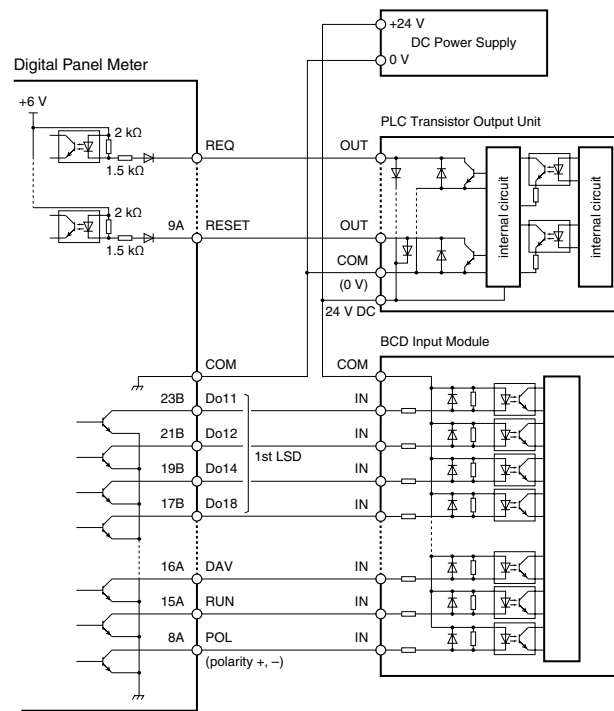 +24 V
DC Power Supply
0 V
Digital Panel Meter
+6 V
PLC Transistor Output Unit
2 kΩ
REQ
OUT
1.5 kΩ
internal circuit
internal circuit
2 kΩ
9A
RESET
OUT
1.5 kΩ
COM
(0 V)
24 V DC
BCD Input Module
COM
COM
23B
Do11
IN
21B
Do12
IN
1st LSD
19B
Do14
IN
17B
Do18
IN
16A
DAV
IN
15A
RUN
IN
8A
POL
IN
(polarity +, –)